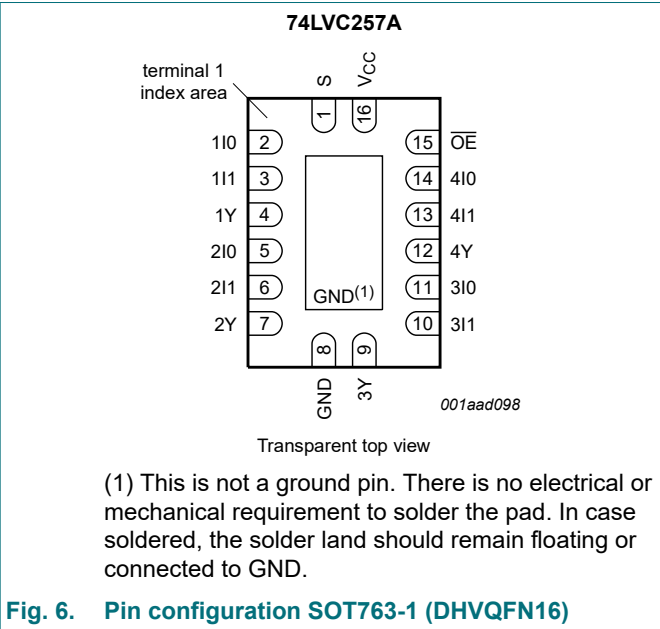 74LVC257A
terminal 1
index area
S
VCC
1
16
1I0 2
15 OE
1I1 3
14 4I0
1Y 4
13 4I1
2I0 5
12 4Y
2I1 6
11 3I0
2Y 7
10 3I1
GND(1)
8
9
GND
3Y
001aad098
Transparent top view
(1) This is not a ground pin. There is no electrical or
mechanical requirement to solder the pad. In case
soldered, the solder land should remain floating or
connected to GND.
Fig. 6. Pin configuration SOT763-1 (DHVQFN16)